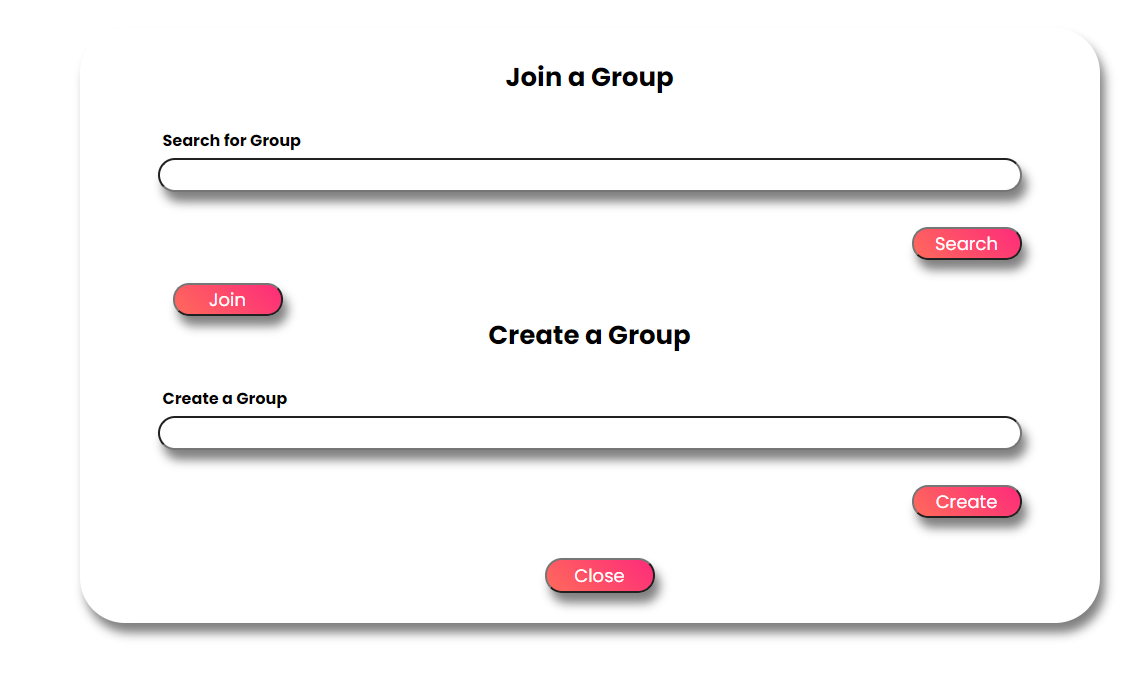 Join a Group
Search for Group
Search
Join
Create a Group
Create a Group
Create
Close